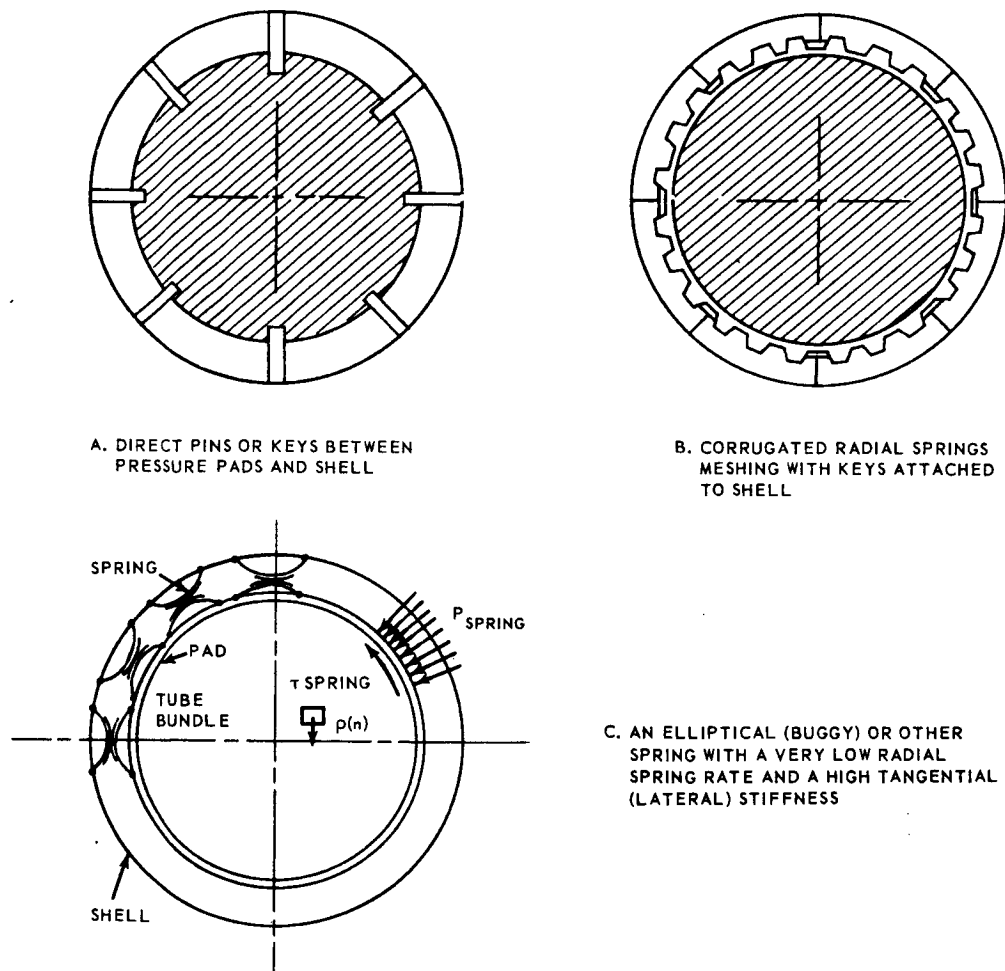 A. DIRECT PINS OR KEYS BETWEEN
PRESSURE PADS AND SHELL
B. CORRUGATED RADIAL SPRINGS
MESHING WITH KEYS ATTACHED
TO SHELL
SPRING
PAD
TUBE
BUNDLE
τ SPRING
p(n)
P SPRING
SHELL
C. AN ELLIPTICAL (BUGGY) OR OTHER
SPRING WITH A VERY LOW RADIAL
SPRING RATE AND A HIGH TANGENTIAL
(LATERAL) STIFFNESS